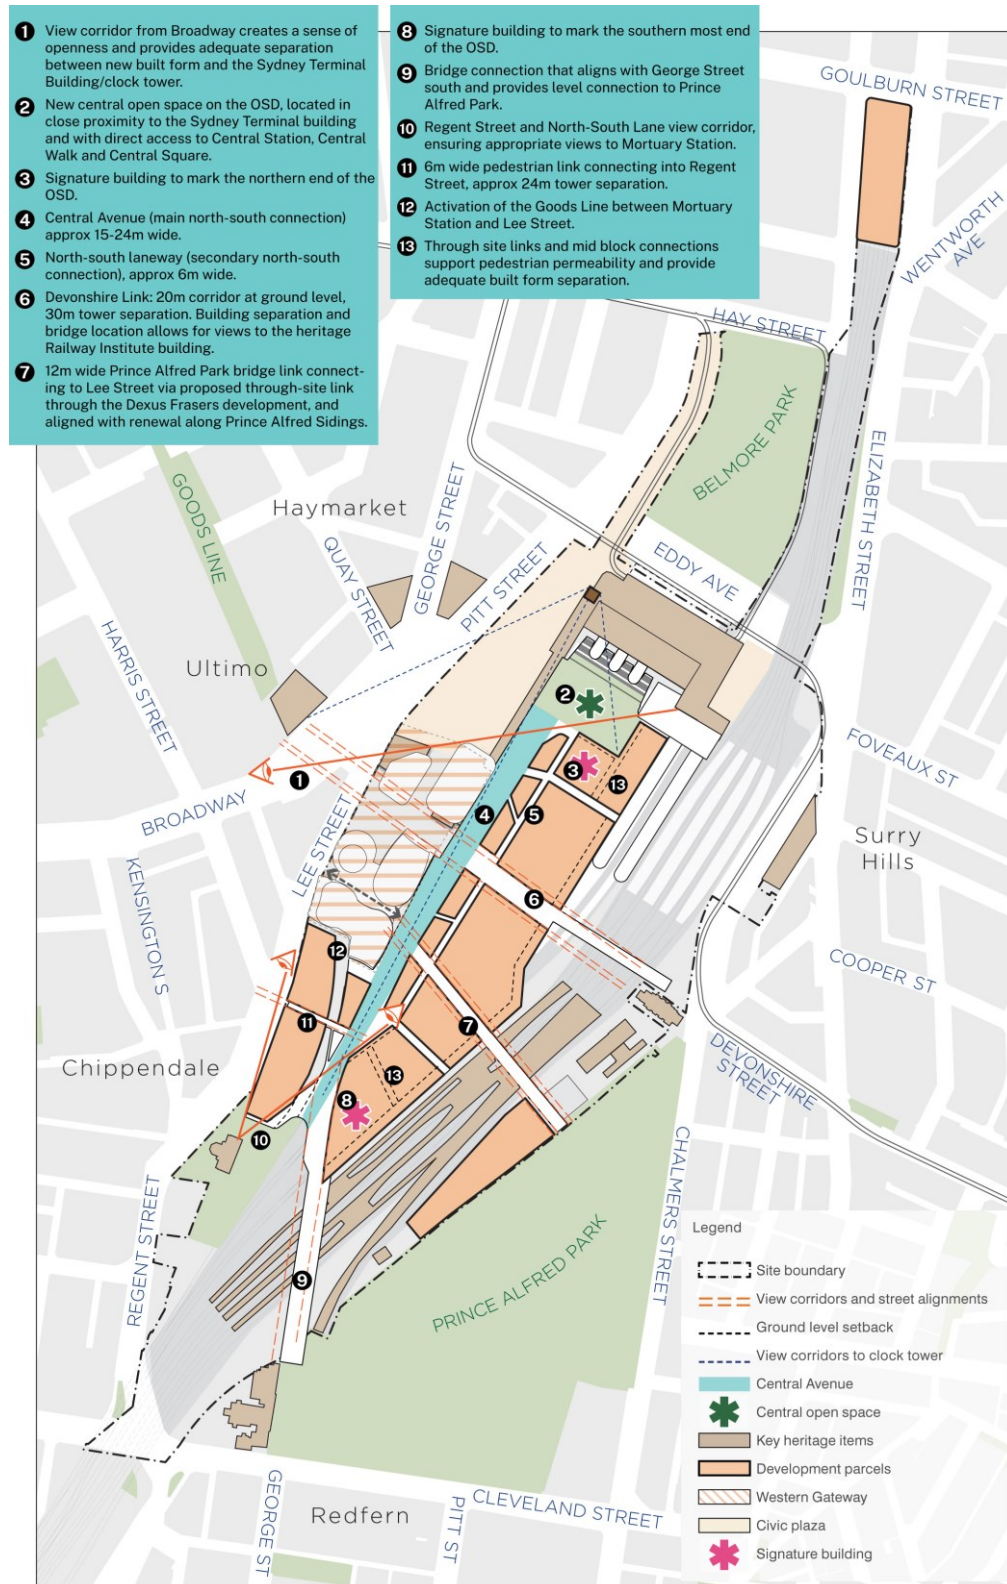 1 View corridor from Broadway creates a sense of
openness and provides adequate separation
between new built form and the Sydney Terminal
Building/clock tower.
2 New central open space on the OSD, located in
close proximity to the Sydney Terminal building
and with direct access to Central Station, Central
Walk and Central Square.
3 Signature building to mark the northern end of the
OSD.
4 Central Avenue (main north-south connection)
approx 15-24m wide.
5 North-south laneway (secondary north-south
connection), approx 6m wide.
6 Devonshire Link: 20m corridor at ground level,
30m tower separation. Building separation and
bridge location allows for views to the heritage
Railway Institute building.
7 12m wide Prince Alfred Park bridge link connect-
ing to Lee Street via proposed through-site link
through the Dexus Frasers development, and
aligned with renewal along Prince Alfred Sidings.
8 Signature building to mark the southern most end
of the OSD.
9 Bridge connection that aligns with George Street
south and provides level connection to Prince
Alfred Park.
10 Regent Street and North-South Lane view corridor,
ensuring appropriate views to Mortuary Station.
11 6m wide pedestrian link connecting into Regent
Street, approx 24m tower separation.
12 Activation of the Goods Line between Mortuary
Station and Lee Street.
13 Through site links and mid block connections
support pedestrian permeability and provide
adequate built form separation.
GOULBURN STREET
WENTWORTH
AVE
HAY STREET
BELMORE PARK
ELIZABETH STREET
EDDY AVE
GOODS LINE
Haymarket
GEORGE STREET
QUAY STREET
PITT STREET
HARRIS STREET
Ultimo
2
FOVEAUX ST
1
3
13
BROADWAY
4
5
LEE STREET
Surry
Hills
KENSINGTON S
6
12
COOPER ST
11
7
Chippendale
13
DEVONSHIRE
STREET
8
10
CHALMERS STREET
REGENT STREET
9
PRINCE ALFRED PARK
GEORGE ST
Redfern
PITT ST
CLEVELAND STREET
Legend
Site boundary
View corridors and street alignments
Ground level setback
View corridors to clock tower
Central Avenue
Central open space
Key heritage items
Development parcels
Western Gateway
Civic plaza
Signature building